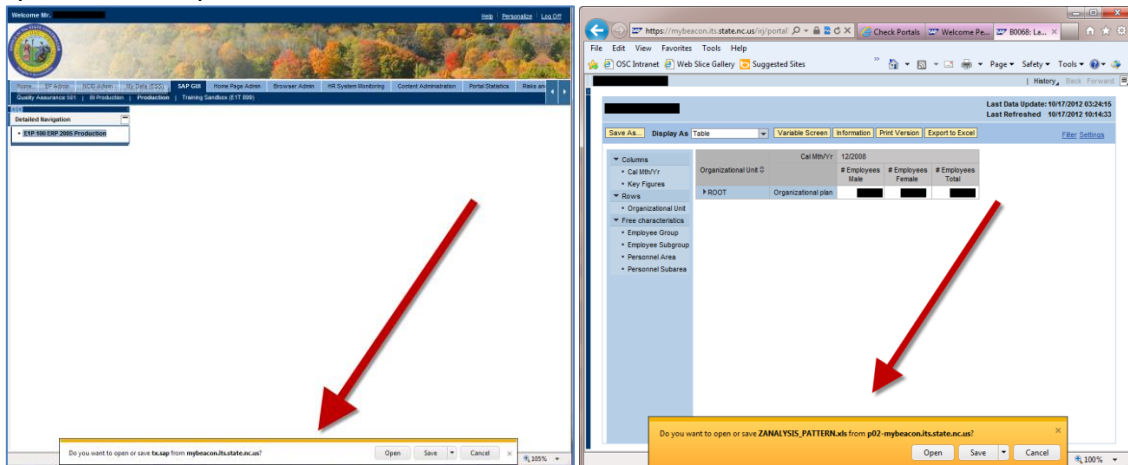 Welcome Mr.
Help | Personalize | Log Off
SAP GUI Home Page Admin Browser Admin HR System Monitoring Content Administration Portal Statistics
Quality Assurance 501 | BI Production | Production | Training Sandbox (E1T 899)
Detailed Navigation
• E1P 100 ERP 2005 Production
Do you want to open or save tx.sap from mybeacon.its.state.nc.us?
Open Save Cancel ×
105%
https://mybeacon.its.state.nc.us/irj/portal
Check Portals Welcome Pe... B0068: La...
File Edit View Favorites Tools Help
OSC Intranet Web Slice Gallery Suggested Sites
Page Safety Tools
| History Back Forward
Last Data Update: 10/17/2012 03:24:15
Last Refreshed 10/17/2012 10:14:33
Save As... Display As Table Variable Screen Information Print Version Export to Excel Filter Settings
Columns
• Cal Mth/Yr
• Key Figures
Rows
• Organizational Unit
Free characteristics
• Employee Group
• Employee Subgroup
• Personnel Area
• Personnel Subarea
Cal Mth/Yr 12/2008
Organizational Unit # Employees Male # Employees Female # Employees Total
ROOT Organizational plan
Do you want to open or save ZANALYSIS_PATTERN.xls from p02-mybeacon.its.state.nc.us?
Open Save Cancel
100%